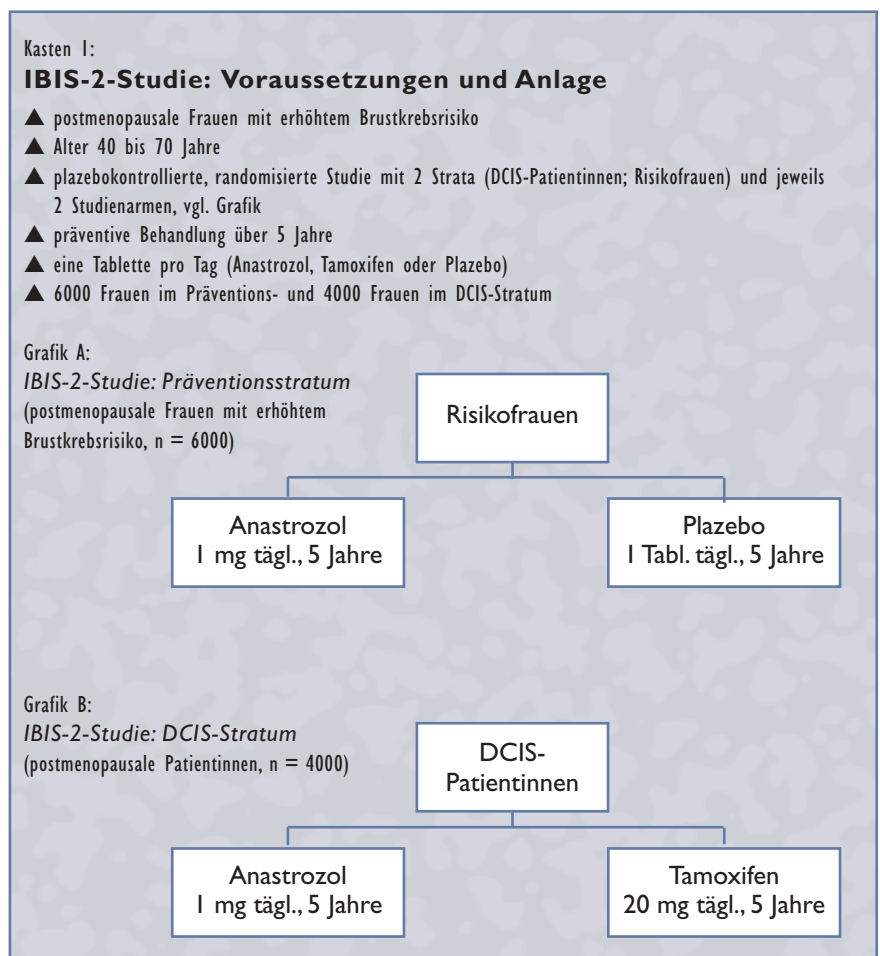 Kasten 1:
IBIS-2-Studie: Voraussetzungen und Anlage
▲ postmenopausale Frauen mit erhöhtem Brustkrebsrisiko
▲ Alter 40 bis 70 Jahre
▲ plazebokontrollierte, randomisierte Studie mit 2 Strata (DCIS-Patientinnen; Risikofrauen) und jeweils
2 Studienarmen, vgl. Grafik
▲ präventive Behandlung über 5 Jahre
▲ eine Tablette pro Tag (Anastrozol, Tamoxifen oder Plazebo)
▲ 6000 Frauen im Präventions- und 4000 Frauen im DCIS-Stratum
Grafik A:
IBIS-2-Studie: Präventionsstratum
(postmenopausale Frauen mit erhöhtem
Brustkrebsrisiko, n = 6000)
Risikofrauen
Anastrozol
1 mg tägl., 5 Jahre
Plazebo
1 Tabl. tägl., 5 Jahre
Grafik B:
IBIS-2-Studie: DCIS-Stratum
(postmenopausale Patientinnen, n = 4000)
DCIS-
Patientinnen
Anastrozol
1 mg tägl., 5 Jahre
Tamoxifen
20 mg tägl., 5 Jahre